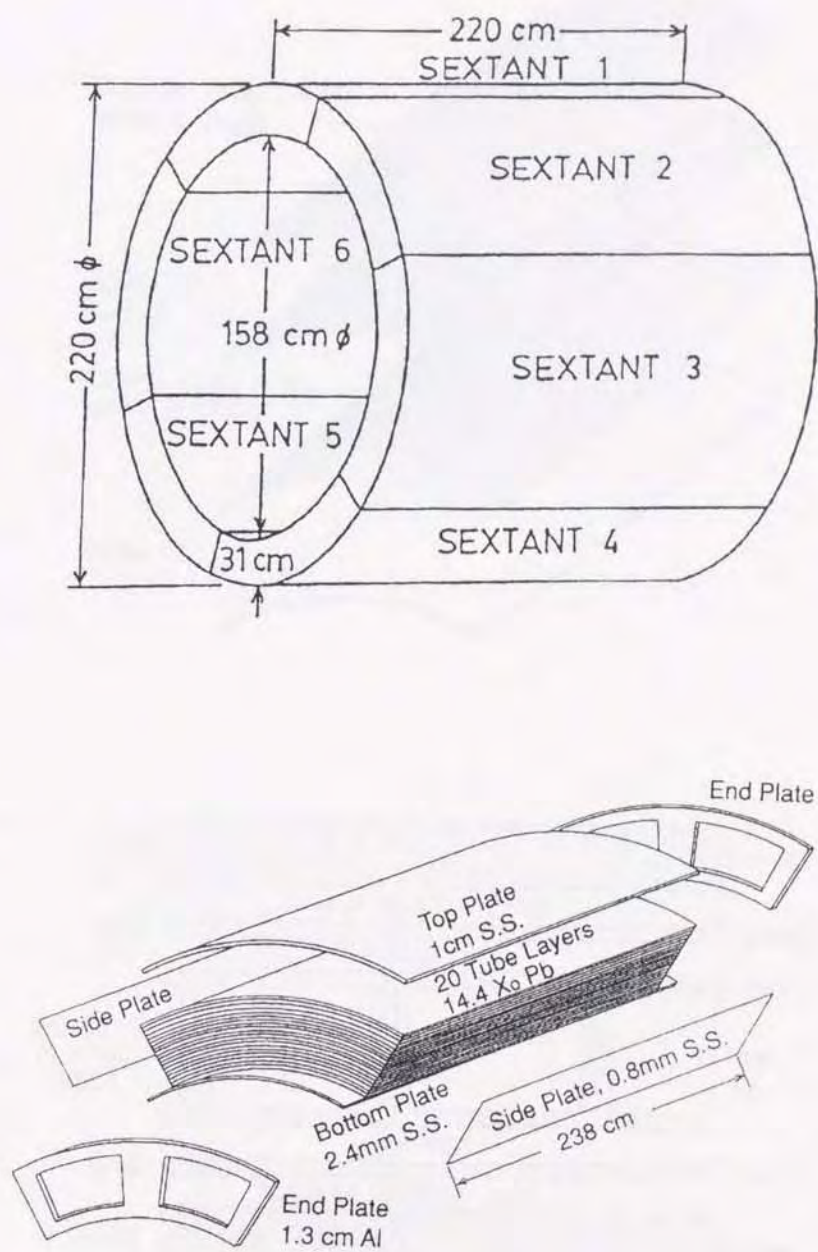 220 cm
SEXTANT 1
SEXTANT 2
SEXTANT 6
220 cm ϕ
158 cm ϕ
SEXTANT 3
SEXTANT 5
31 cm
SEXTANT 4
End Plate
Top Plate
1cm S.S.
20 Tube Layers
14.4 X₀ Pb
Side Plate
Side Plate, 0.8mm S.S.
238 cm
Bottom Plate
2.4mm S.S.
End Plate
1.3 cm Al